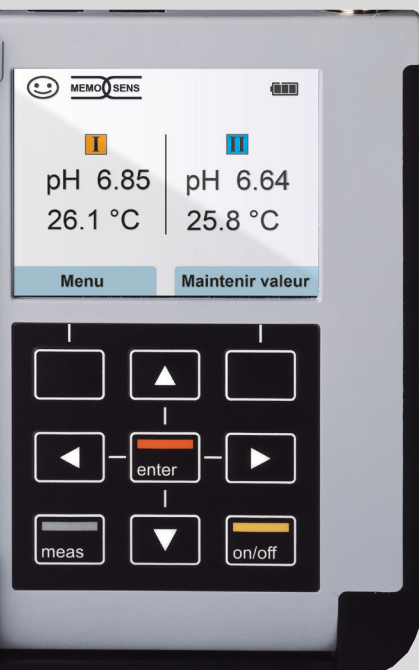 MEMO SENS
I II
pH 6.85 pH 6.64
26.1 °C 25.8 °C
Menu Maintenir valeur
enter
meas on/off